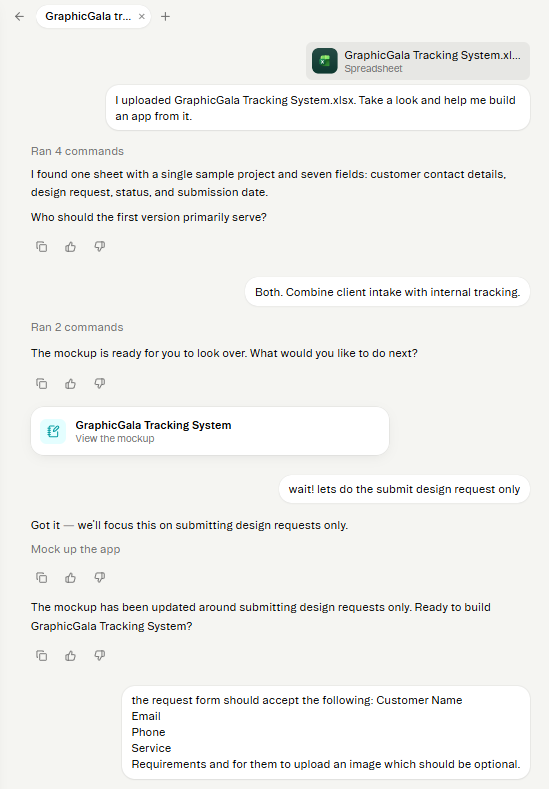 GraphicGala tr...
GraphicGala Tracking System.xl...
Spreadsheet
I uploaded GraphicGala Tracking System.xlsx. Take a look and help me build
an app from it.
Ran 4 commands
I found one sheet with a single sample project and seven fields: customer contact details,
design request, status, and submission date.
Who should the first version primarily serve?
Both. Combine client intake with internal tracking.
Ran 2 commands
The mockup is ready for you to look over. What would you like to do next?
GraphicGala Tracking System
View the mockup
wait! lets do the submit design request only
Got it — we'll focus this on submitting design requests only.
Mock up the app
The mockup has been updated around submitting design requests only. Ready to build
GraphicGala Tracking System?
the request form should accept the following: Customer Name
Email
Phone
Service
Requirements and for them to upload an image which should be optional.